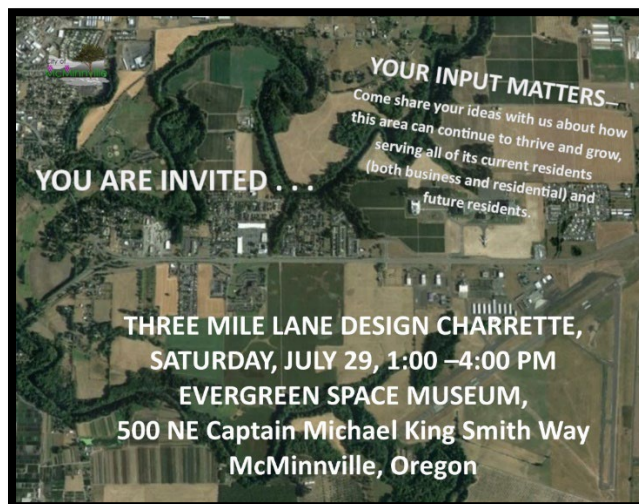 City of
McMinnville
YOUR INPUT MATTERS—
Come share your ideas with us about how
this area can continue to thrive and grow,
serving all of its current residents
(both business and residential) and
future residents.
YOU ARE INVITED . . .
THREE MILE LANE DESIGN CHARRETTE,
SATURDAY, JULY 29, 1:00 –4:00 PM
EVERGREEN SPACE MUSEUM,
500 NE Captain Michael King Smith Way
McMinnville, Oregon